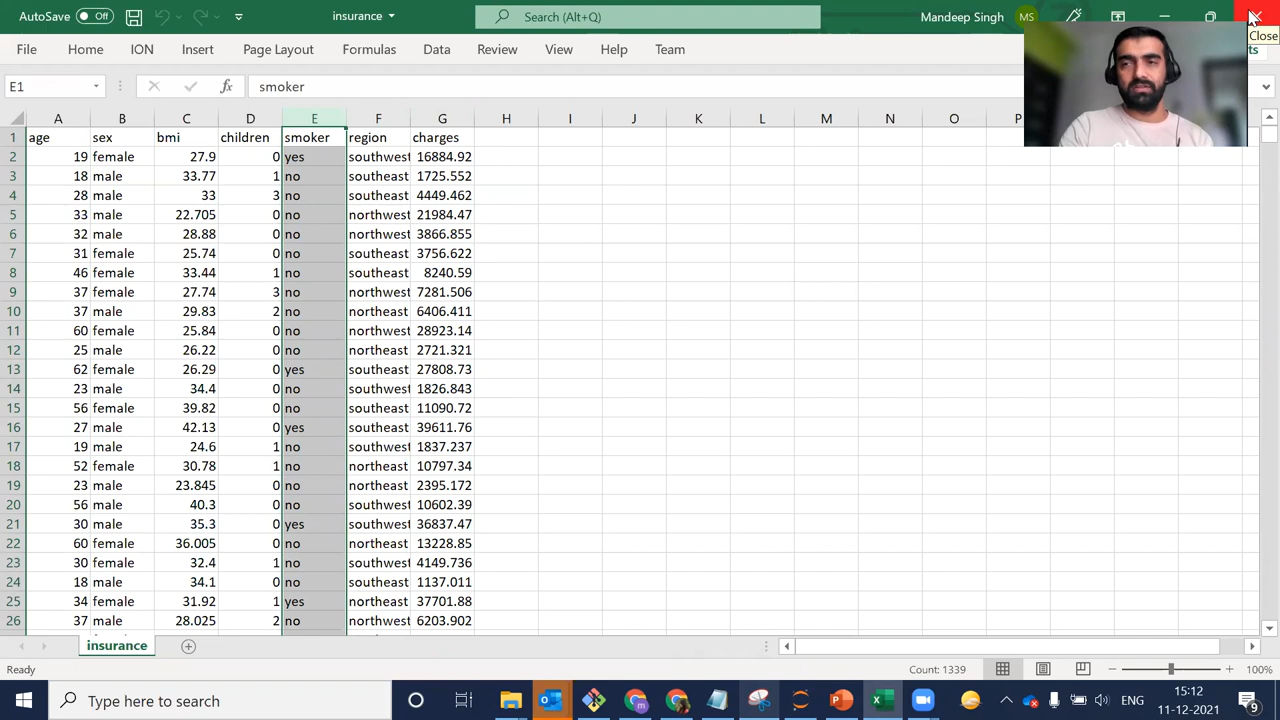 AutoSave Off insurance Search (Alt+Q) Mandeep Singh MS
Close
File Home ION Insert Page Layout Formulas Data Review View Help Team
E1 fx smoker
A B C D E F G H I J K L M N O P
1 age sex bmi children smoker region charges
2 19 female 27.9 0 yes southwest 16884.92
3 18 male 33.77 1 no southeast 1725.552
4 28 male 33 3 no southeast 4449.462
5 33 male 22.705 0 no northwest 21984.47
6 32 male 28.88 0 no northwest 3866.855
7 31 female 25.74 0 no southeast 3756.622
8 46 female 33.44 1 no southeast 8240.59
9 37 female 27.74 3 no northwest 7281.506
10 37 male 29.83 2 no northeast 6406.411
11 60 female 25.84 0 no northwest 28923.14
12 25 male 26.22 0 no northeast 2721.321
13 62 female 26.29 0 yes southeast 27808.73
14 23 male 34.4 0 no southwest 1826.843
15 56 female 39.82 0 no southeast 11090.72
16 27 male 42.13 0 yes southeast 39611.76
17 19 male 24.6 1 no southwest 1837.237
18 52 female 30.78 1 no northeast 10797.34
19 23 male 23.845 0 no northeast 2395.172
20 56 male 40.3 0 no southwest 10602.39
21 30 male 35.3 0 yes southwest 36837.47
22 60 female 36.005 0 no northeast 13228.85
23 30 female 32.4 1 no southwest 4149.736
24 18 male 34.1 0 no southeast 1137.011
25 34 female 31.92 1 yes northeast 37701.88
26 37 male 28.025 2 no northwest 6203.902
insurance
Ready Count: 1339 100%
Type here to search ENG 15:12
11-12-2021 9